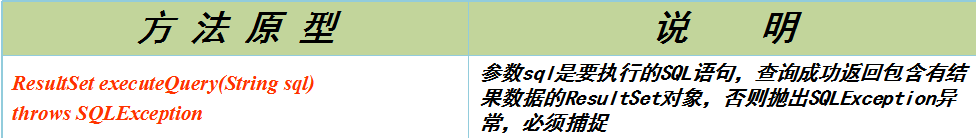 方 法 原 型
说 明
ResultSet executeQuery(String sql)
throws SQLException
参数sql是要执行的SQL语句，查询成功返回包含有结
果数据的ResultSet对象，否则抛出SQLException异
常，必须捕捉